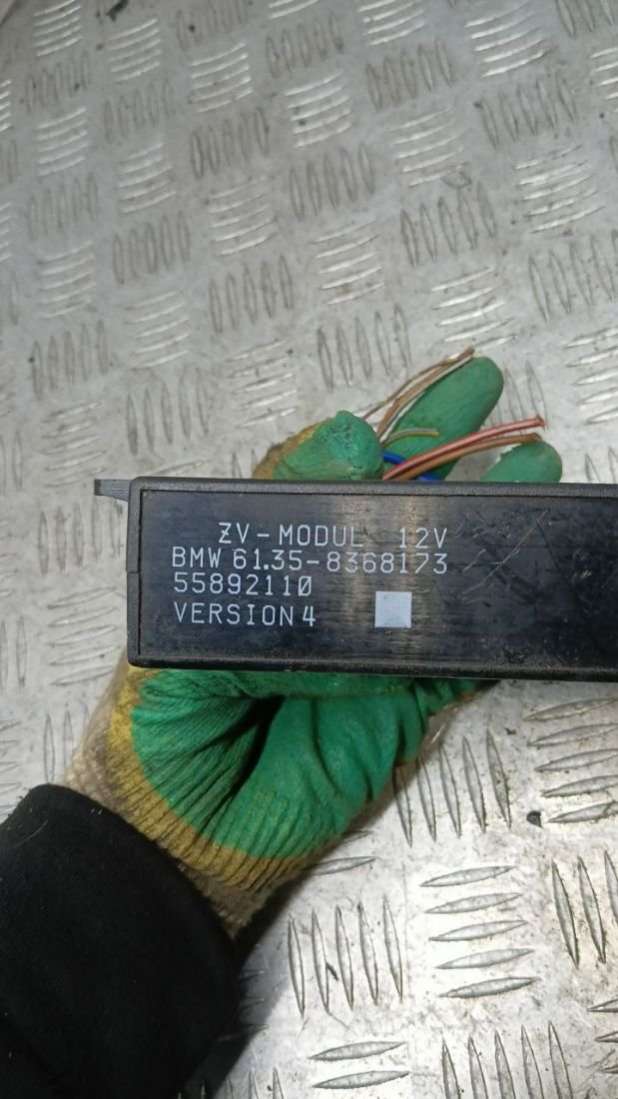 ZV-MODUL 12V
BMW 61.35-8368173
55892110
VERSION 4